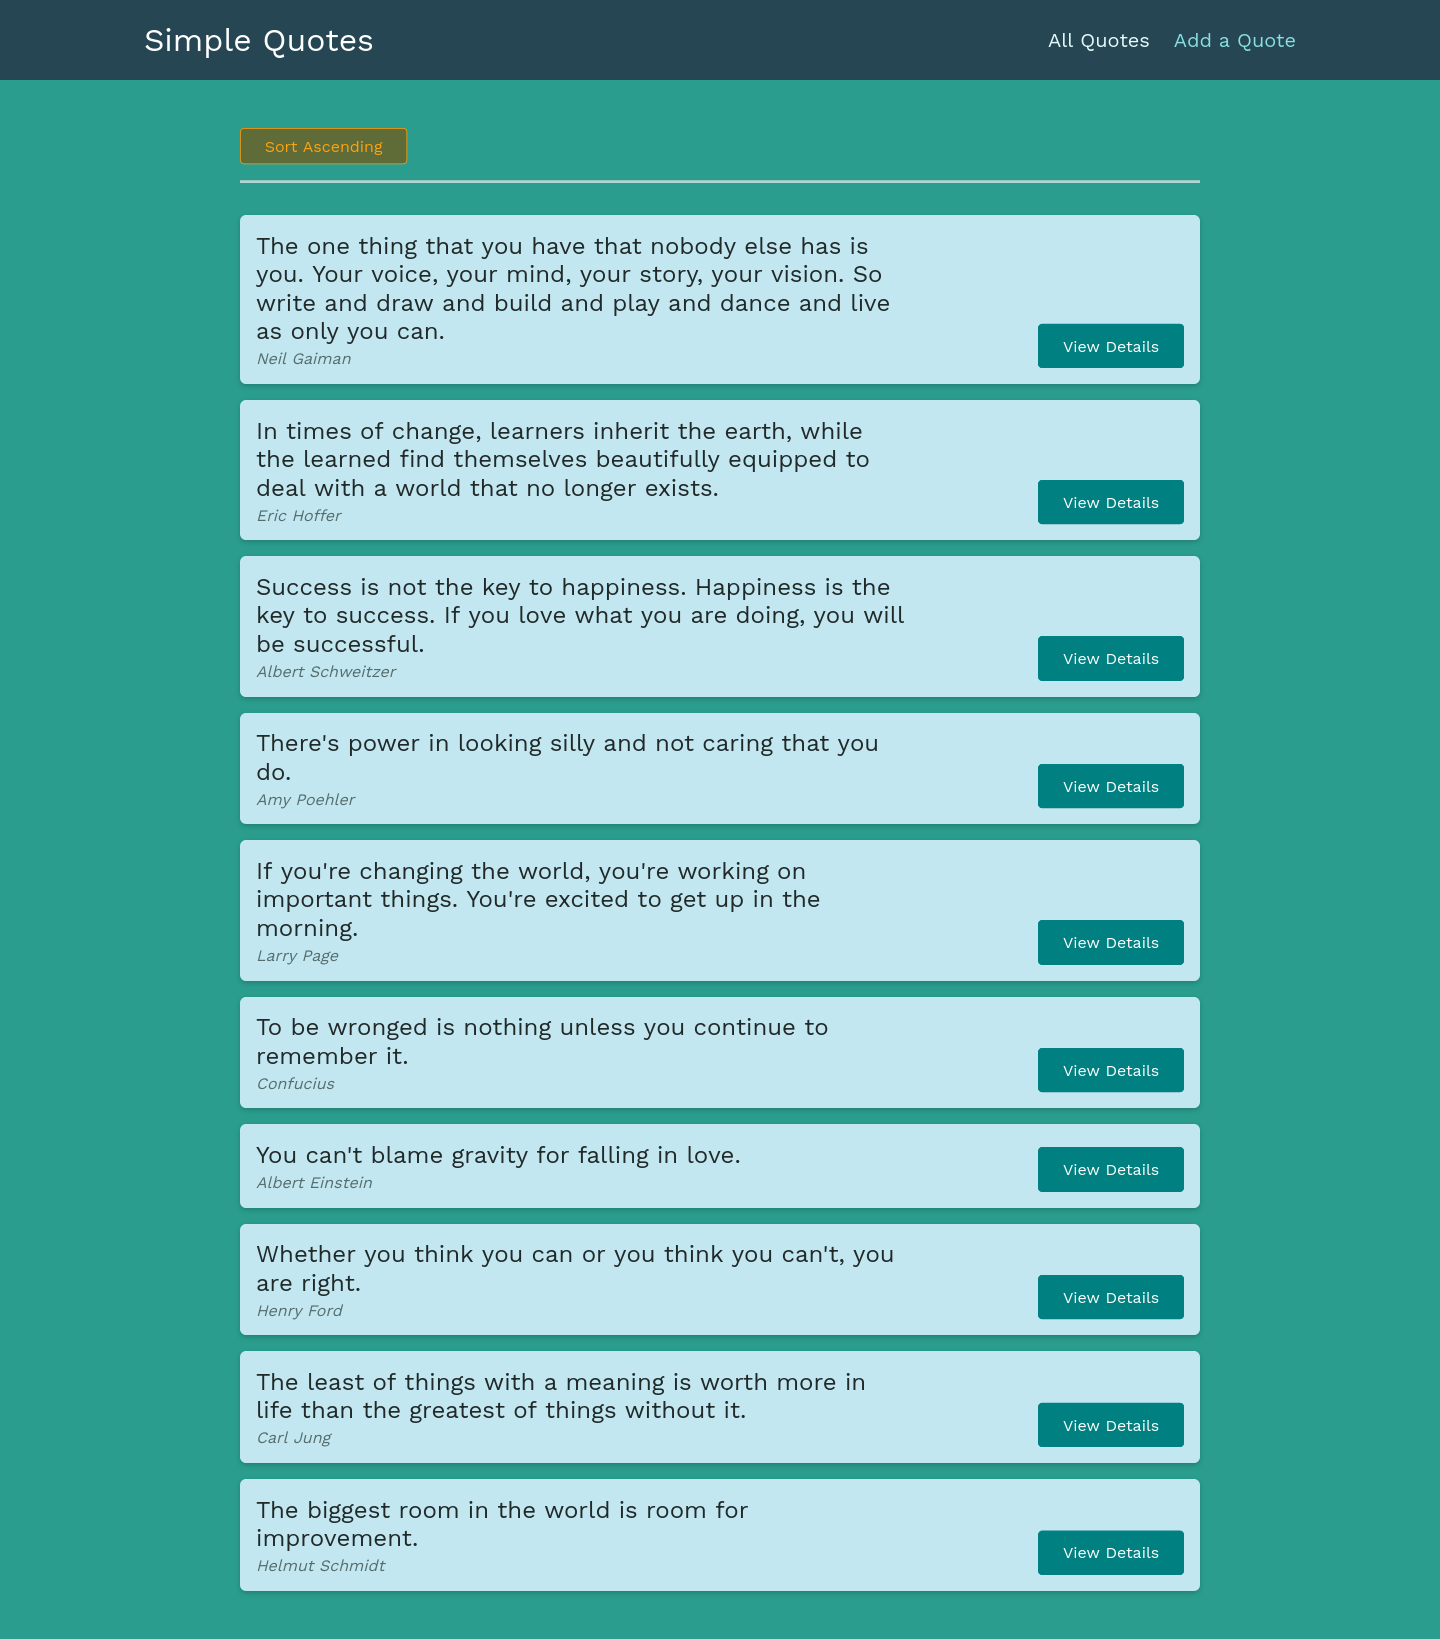 Simple Quotes
All Quotes
Add a Quote
Sort Ascending
The one thing that you have that nobody else has is
you. Your voice, your mind, your story, your vision. So
write and draw and build and play and dance and live
as only you can.
Neil Gaiman
View Details
In times of change, learners inherit the earth, while
the learned find themselves beautifully equipped to
deal with a world that no longer exists.
Eric Hoffer
View Details
Success is not the key to happiness. Happiness is the
key to success. If you love what you are doing, you will
be successful.
Albert Schweitzer
View Details
There's power in looking silly and not caring that you
do.
Amy Poehler
View Details
If you're changing the world, you're working on
important things. You're excited to get up in the
morning.
Larry Page
View Details
To be wronged is nothing unless you continue to
remember it.
Confucius
View Details
You can't blame gravity for falling in love.
Albert Einstein
View Details
Whether you think you can or you think you can't, you
are right.
Henry Ford
View Details
The least of things with a meaning is worth more in
life than the greatest of things without it.
Carl Jung
View Details
The biggest room in the world is room for
improvement.
Helmut Schmidt
View Details